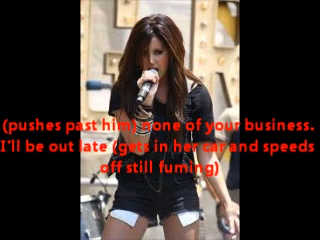 (pushes past him) none of your business.
I'll be out late (gets in her car and speeds
off still fuming)